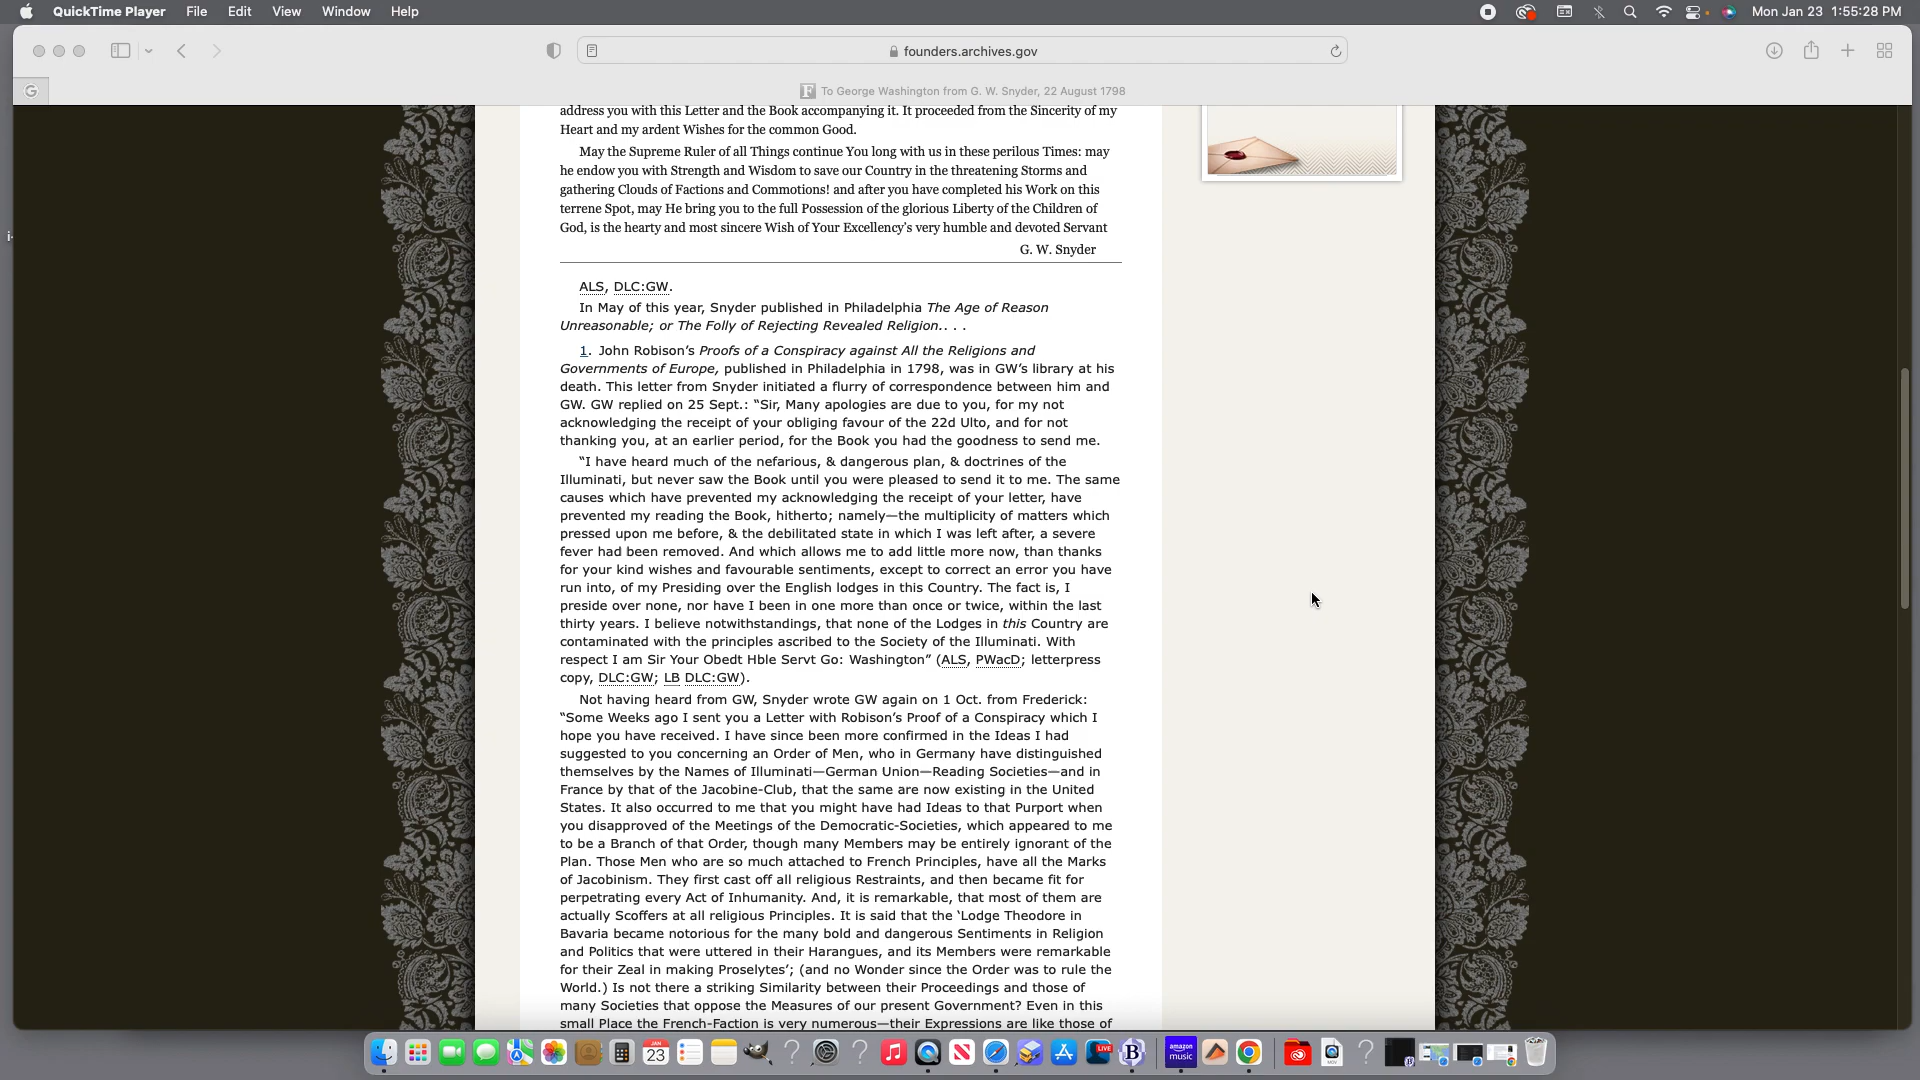 QuickTime Player File Edit View Window Help Mon Jan 23 1:55:28 PM
founders.archives.gov
G
F To George Washington from G. W. Snyder, 22 August 1798
address you with this Letter and the Book accompanying it. It proceeded from the Sincerity of my
Heart and my ardent Wishes for the common Good.
May the Supreme Ruler of all Things continue You long with us in these perilous Times: may
he endow you with Strength and Wisdom to save our Country in the threatening Storms and
gathering Clouds of Factions and Commotions! and after you have completed his Work on this
terrene Spot, may He bring you to the full Possession of the glorious Liberty of the Children of
God, is the hearty and most sincere Wish of Your Excellency's very humble and devoted Servant
G. W. Snyder
ALS, DLC:GW.
In May of this year, Snyder published in Philadelphia The Age of Reason
Unreasonable; or The Folly of Rejecting Revealed Religion.. . .
1. John Robison's Proofs of a Conspiracy against All the Religions and
Governments of Europe, published in Philadelphia in 1798, was in GW's library at his
death. This letter from Snyder initiated a flurry of correspondence between him and
GW. GW replied on 25 Sept.: "Sir, Many apologies are due to you, for my not
acknowledging the receipt of your obliging favour of the 22d Ulto, and for not
thanking you, at an earlier period, for the Book you had the goodness to send me.
"I have heard much of the nefarious, & dangerous plan, & doctrines of the
Illuminati, but never saw the Book until you were pleased to send it to me. The same
causes which have prevented my acknowledging the receipt of your letter, have
prevented my reading the Book, hitherto; namely—the multiplicity of matters which
pressed upon me before, & the debilitated state in which I was left after, a severe
fever had been removed. And which allows me to add little more now, than thanks
for your kind wishes and favourable sentiments, except to correct an error you have
run into, of my Presiding over the English lodges in this Country. The fact is, I
preside over none, nor have I been in one more than once or twice, within the last
thirty years. I believe notwithstandings, that none of the Lodges in this Country are
contaminated with the principles ascribed to the Society of the Illuminati. With
respect I am Sir Your Obedt Hble Servt Go: Washington" (ALS, PWacD; letterpress
copy, DLC:GW; LB DLC:GW).
Not having heard from GW, Snyder wrote GW again on 1 Oct. from Frederick:
"Some Weeks ago I sent you a Letter with Robison's Proof of a Conspiracy which I
hope you have received. I have since been more confirmed in the Ideas I had
suggested to you concerning an Order of Men, who in Germany have distinguished
themselves by the Names of Illuminati—German Union—Reading Societies—and in
France by that of the Jacobine-Club, that the same are now existing in the United
States. It also occurred to me that you might have had Ideas to that Purport when
you disapproved of the Meetings of the Democratic-Societies, which appeared to me
to be a Branch of that Order, though many Members may be entirely ignorant of the
Plan. Those Men who are so much attached to French Principles, have all the Marks
of Jacobinism. They first cast off all religious Restraints, and then became fit for
perpetrating every Act of Inhumanity. And, it is remarkable, that most of them are
actually Scoffers at all religious Principles. It is said that the 'Lodge Theodore in
Bavaria became notorious for the many bold and dangerous Sentiments in Religion
and Politics that were uttered in their Harangues, and its Members were remarkable
for their Zeal in making Proselytes'; (and no Wonder since the Order was to rule the
World.) Is not there a striking Similarity between their Proceedings and those of
many Societies that oppose the Measures of our present Government? Even in this
small Place the French-Faction is very numerous—their Expressions are like those of
JAN
23
LIVE
B
amazon
music